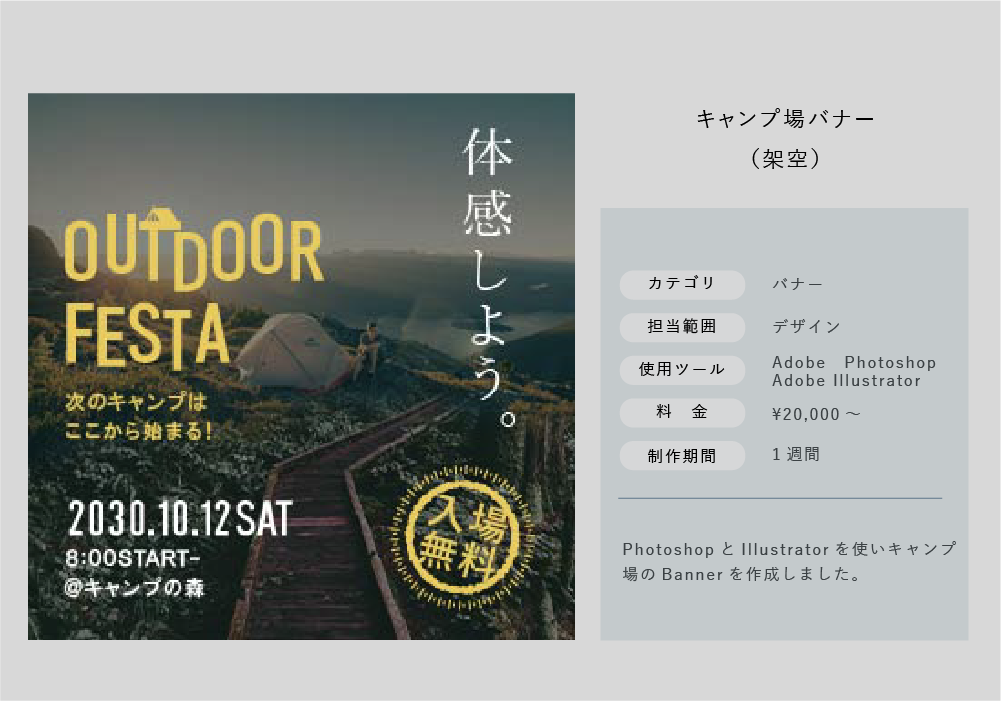 体感しよう。
OUTDOOR
FESTA
次のキャンプは
ここから始まる!
2030.10.12SAT
8:00START–
@キャンプの森
入場
無料
キャンプ場バナー
（架空）
カテゴリ バナー
担当範囲 デザイン
使用ツール Adobe Photoshop
Adobe Illustrator
料 金 ¥20,000 〜
制作期間 1 週間
Photoshop と Illustrator を使いキャンプ
場の Banner を作成しました。